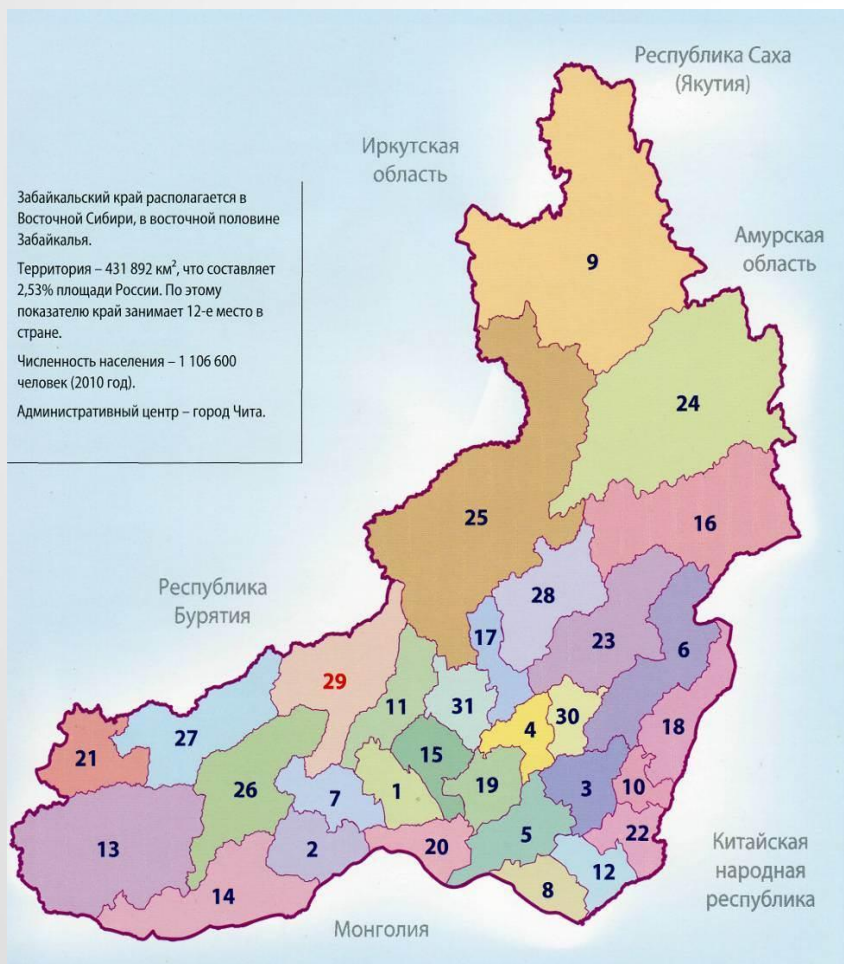 Республика Саха
(Якутия)
Иркутская
область
Забайкальский край располагается в
Восточной Сибири, в восточной половине
Забайкалья.
Территория – 431 892 км², что составляет
2,53% площади России. По этому
показателю край занимает 12-е место в
стране.
Численность населения – 1 106 600
человек (2010 год).
Административный центр – город Чита.
Амурская
область
9
24
25
16
Республика
Бурятия
28
17
23
6
29
11
31
4
30
18
27
21
15
26
7
1
19
3
10
13
2
20
5
22
12
8
14
Китайская
народная
республика
Монголия